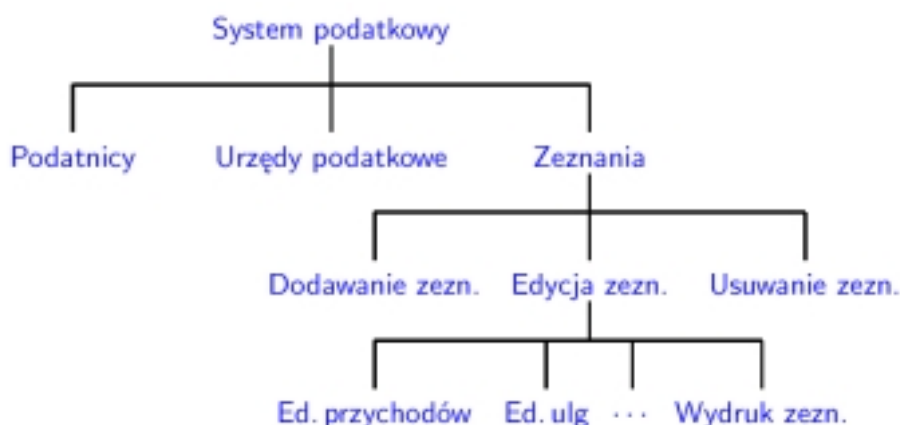 System podatkowy
Podatnicy Urzędy podatkowe Zeznania
Dodawanie zezn. Edycja zezn. Usuwanie zezn.
Ed. przychodów Ed. ulg ··· Wydruk zezn.